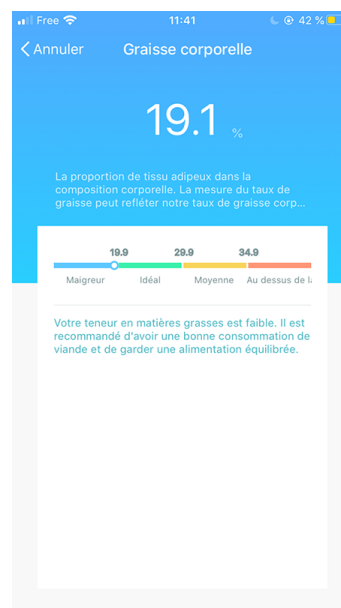 Free 11:41 42 %
Annuler Graisse corporelle
19.1 %
La proportion de tissu adipeux dans la
composition corporelle. La mesure du taux de
graisse peut refléter notre taux de graisse corp...
19.9 29.9 34.9
Maigreur Idéal Moyenne Au dessus de la
Votre teneur en matières grasses est faible. Il est
recommandé d'avoir une bonne consommation de
viande et de garder une alimentation équilibrée.